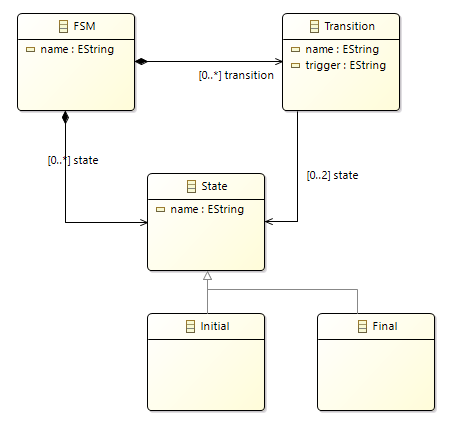 FSM
name : EString
Transition
name : EString
trigger : EString
[0..*] transition
[0..*] state
[0..2] state
State
name : EString
Initial
Final